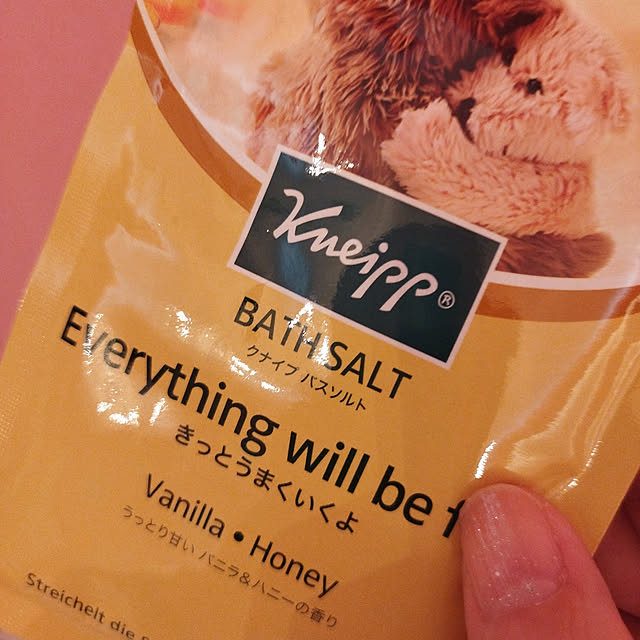 Kneipp®
BATH SALT
クナイプ バスソルト
Everything will be
きっとうまくいくよ
Vanilla • Honey
うっとり甘い バニラ&ハニーの香り
Streichelt die